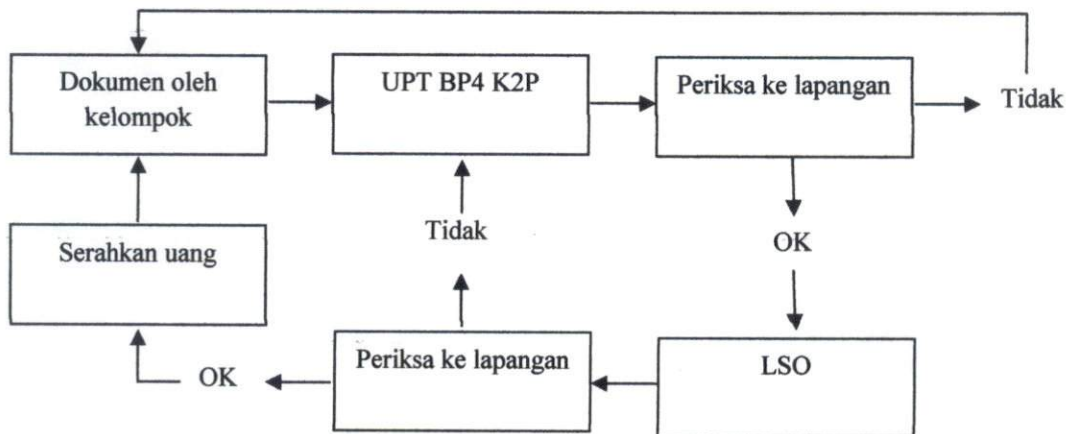 Dokumen oleh
kelompok
UPT BP4 K2P
Periksa ke lapangan
Tidak
Serahkan uang
Tidak
OK
OK
Periksa ke lapangan
LSO